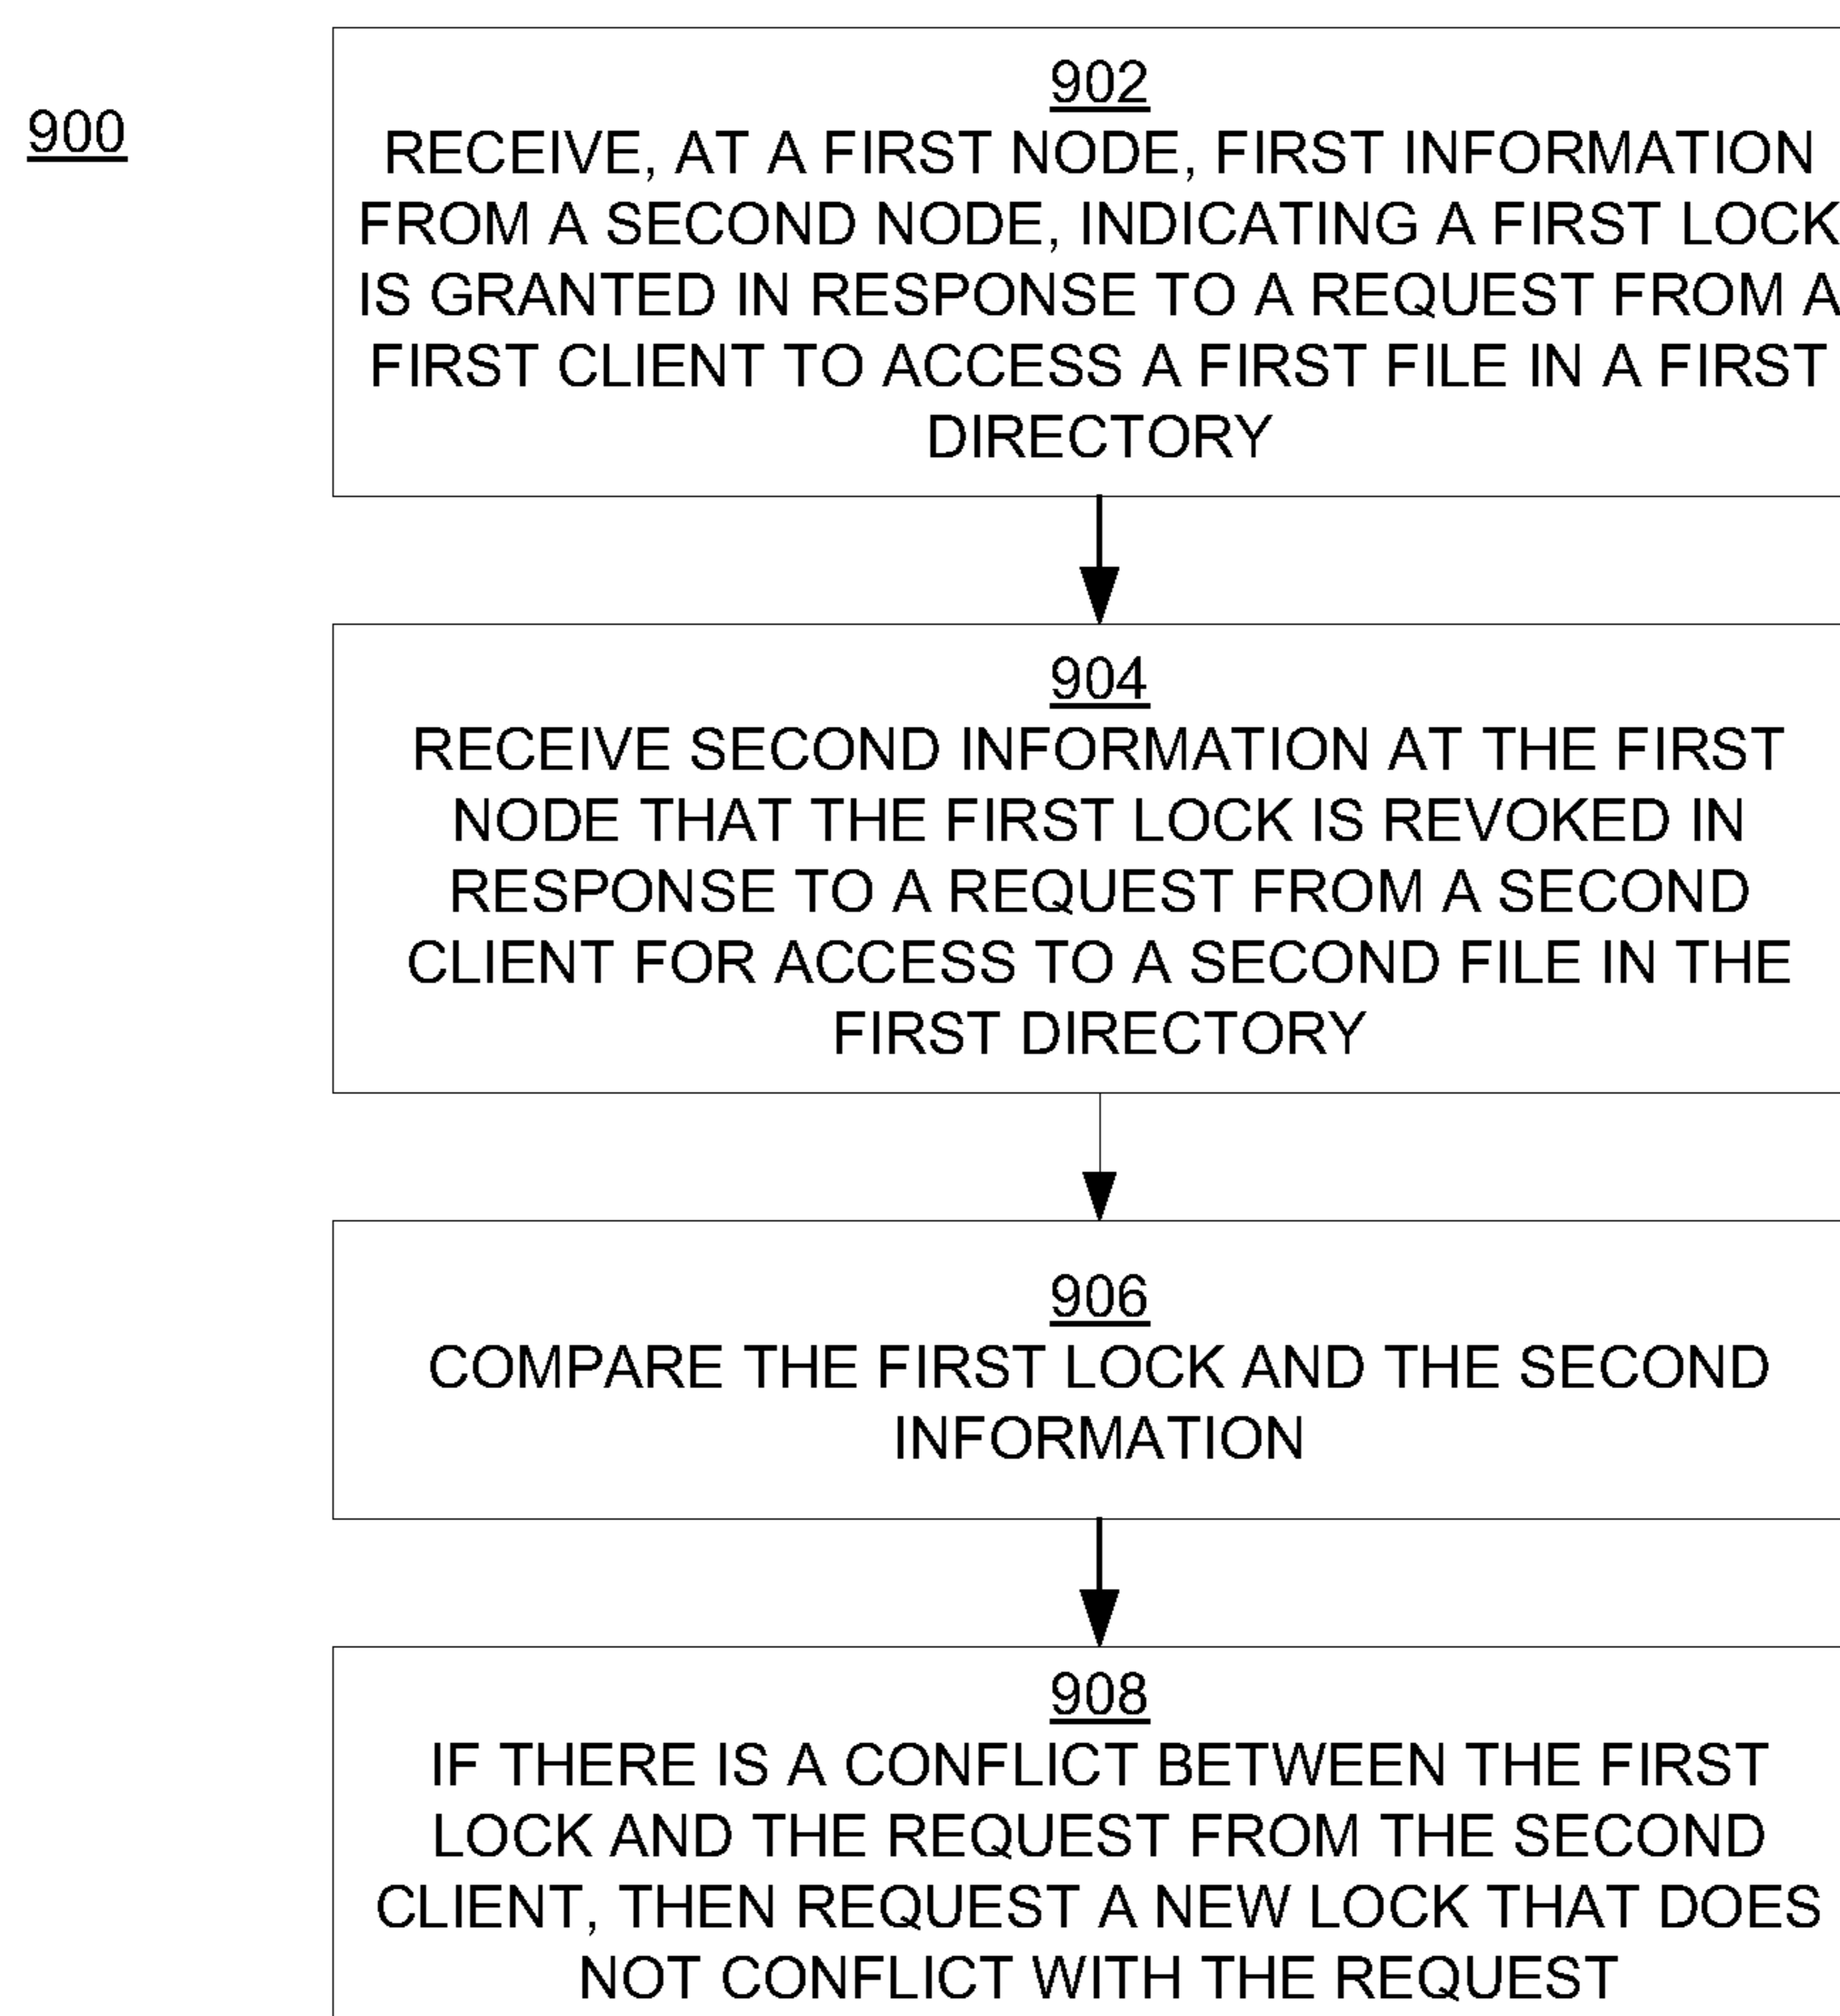 900
902
RECEIVE, AT A FIRST NODE, FIRST INFORMATION
FROM A SECOND NODE, INDICATING A FIRST LOCK
IS GRANTED IN RESPONSE TO A REQUEST FROM A
FIRST CLIENT TO ACCESS A FIRST FILE IN A FIRST
DIRECTORY
904
RECEIVE SECOND INFORMATION AT THE FIRST
NODE THAT THE FIRST LOCK IS REVOKED IN
RESPONSE TO A REQUEST FROM A SECOND
CLIENT FOR ACCESS TO A SECOND FILE IN THE
FIRST DIRECTORY
906
COMPARE THE FIRST LOCK AND THE SECOND
INFORMATION
908
IF THERE IS A CONFLICT BETWEEN THE FIRST
LOCK AND THE REQUEST FROM THE SECOND
CLIENT, THEN REQUEST A NEW LOCK THAT DOES
NOT CONFLICT WITH THE REQUEST